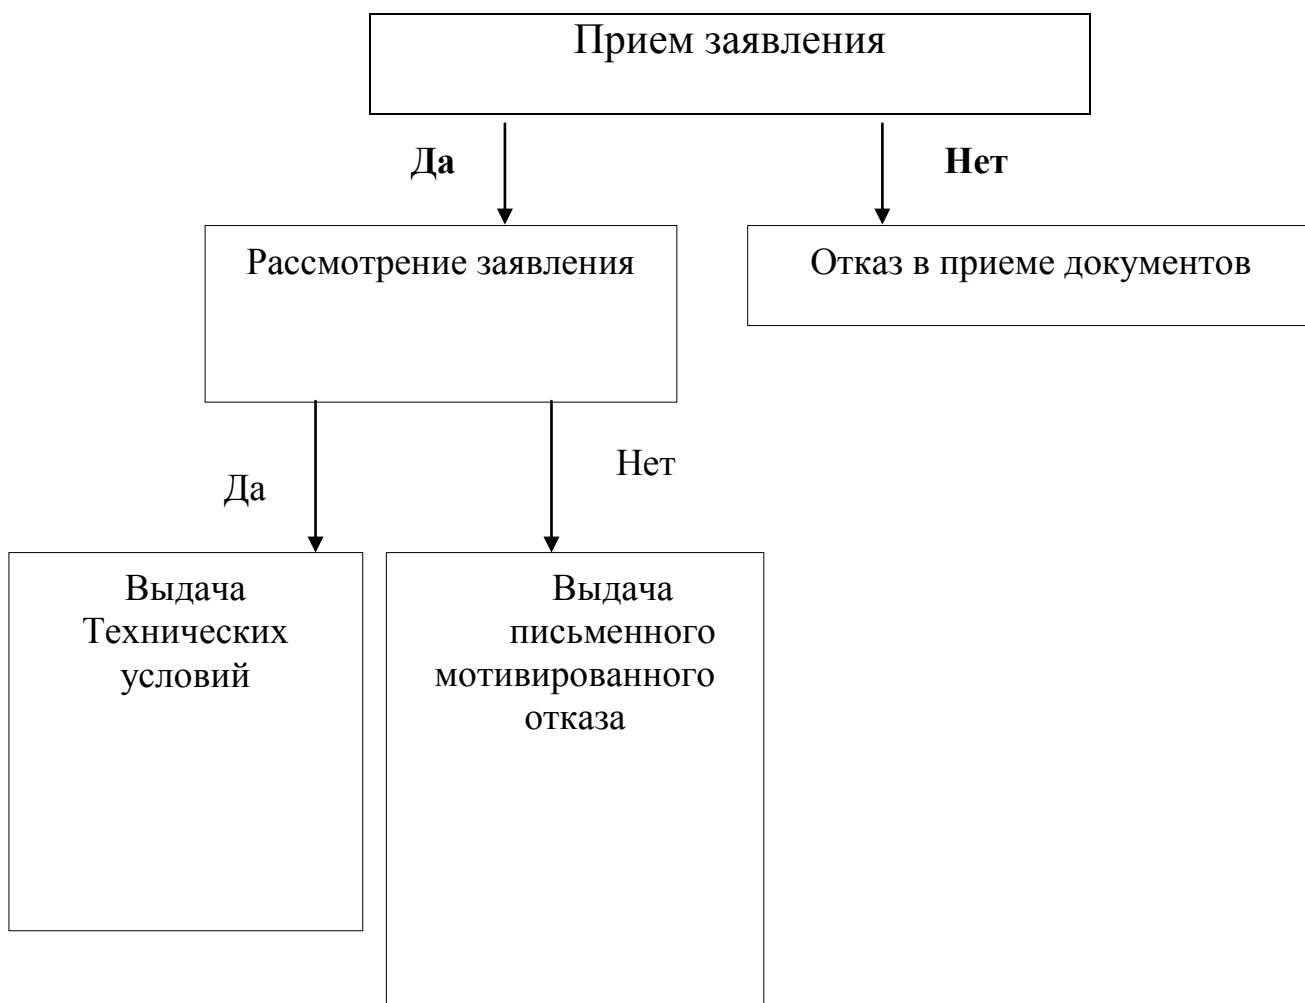 Прием заявления
Да
Нет
Рассмотрение заявления
Отказ в приеме документов
Да
Нет
Выдача
Технических
условий
Выдача
письменного
мотивированного
отказа